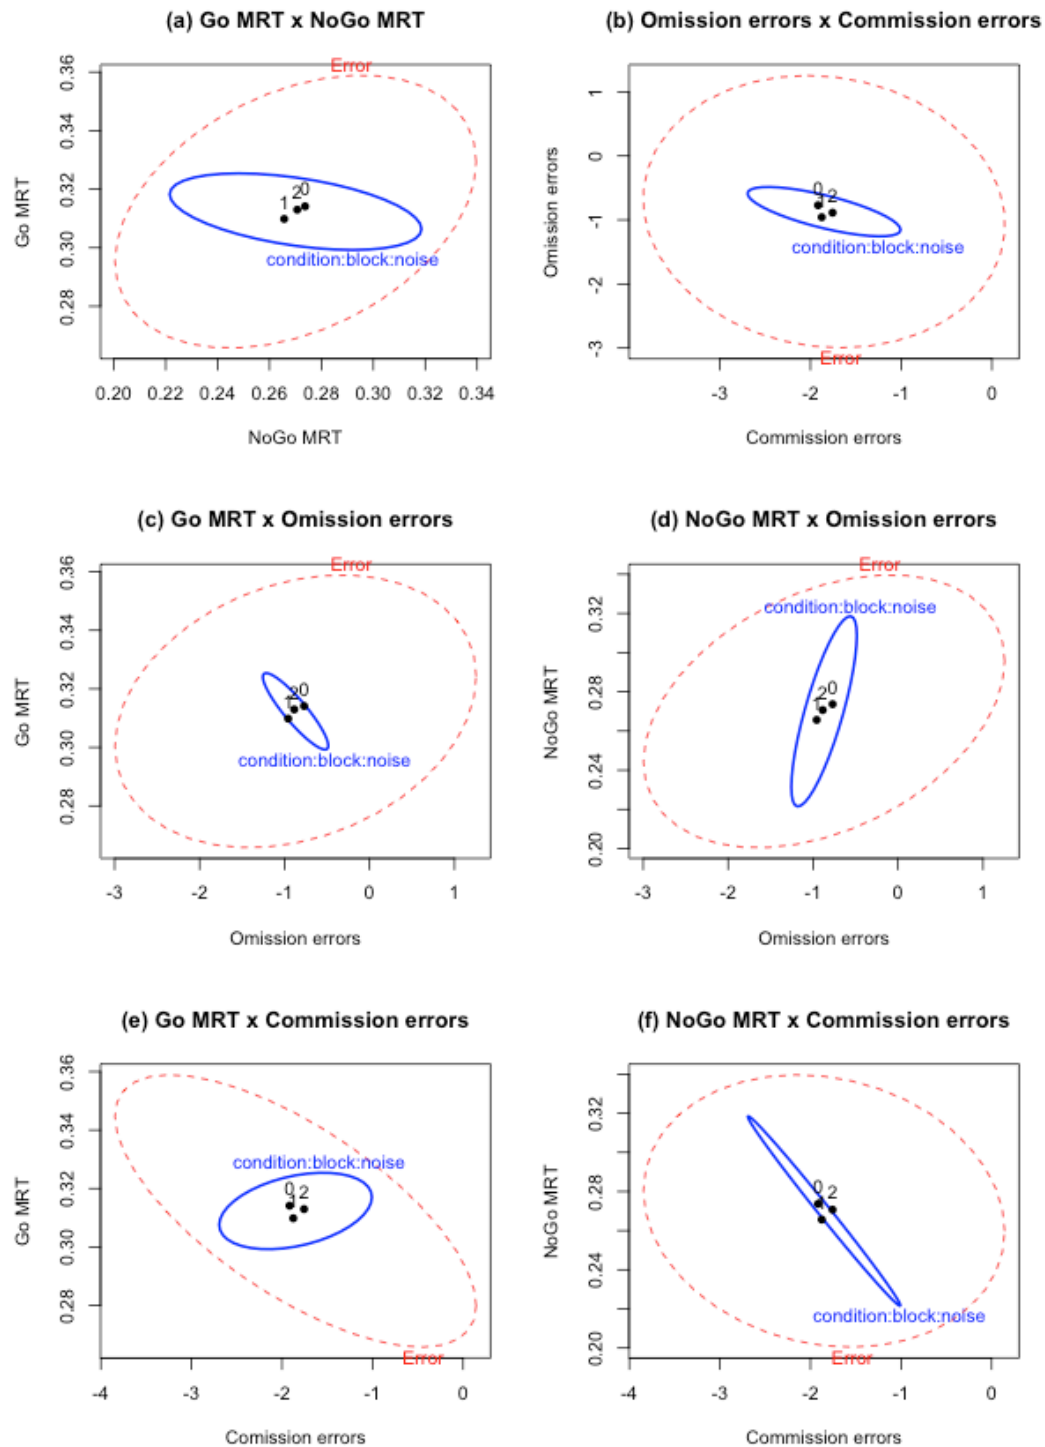 (a) Go MRT x NoGo MRT
Error
0.36
0.34
0.32
0.30
0.28
Go MRT
1 2 0
condition:block:noise
0.20 0.22 0.24 0.26 0.28 0.30 0.32 0.34
NoGo MRT
(b) Omission errors x Commission errors
1
0
-1
-2
-3
Omission errors
0 1 2
condition:block:noise
Error
-3 -2 -1 0
Commission errors
(c) Go MRT x Omission errors
Error
0.36
0.34
0.32
0.30
0.28
Go MRT
1 2 0
condition:block:noise
-3 -2 -1 0 1
Omission errors
(d) NoGo MRT x Omission errors
Error
condition:block:noise
0.32
0.28
0.24
0.20
NoGo MRT
1 2 0
-3 -2 -1 0 1
Omission errors
(e) Go MRT x Commission errors
0.36
0.34
0.32
0.30
0.28
Go MRT
condition:block:noise
0 1 2
Error
-4 -3 -2 -1 0
Comission errors
(f) NoGo MRT x Commission errors
0.32
0.28
0.24
0.20
NoGo MRT
0 1 2
condition:block:noise
Error
-4 -3 -2 -1 0
Commission errors